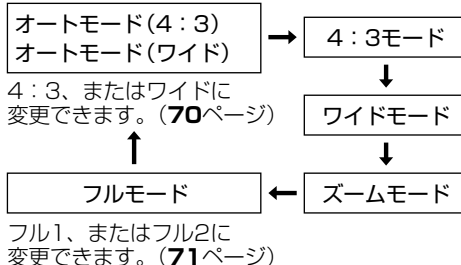 オートモード(4:3)
オートモード(ワイド)
4:3、またはワイドに
変更できます。(70ページ)
4:3モード
ワイドモード
ズームモード
フルモード
フル1、またはフル2に
変更できます。(71ページ)